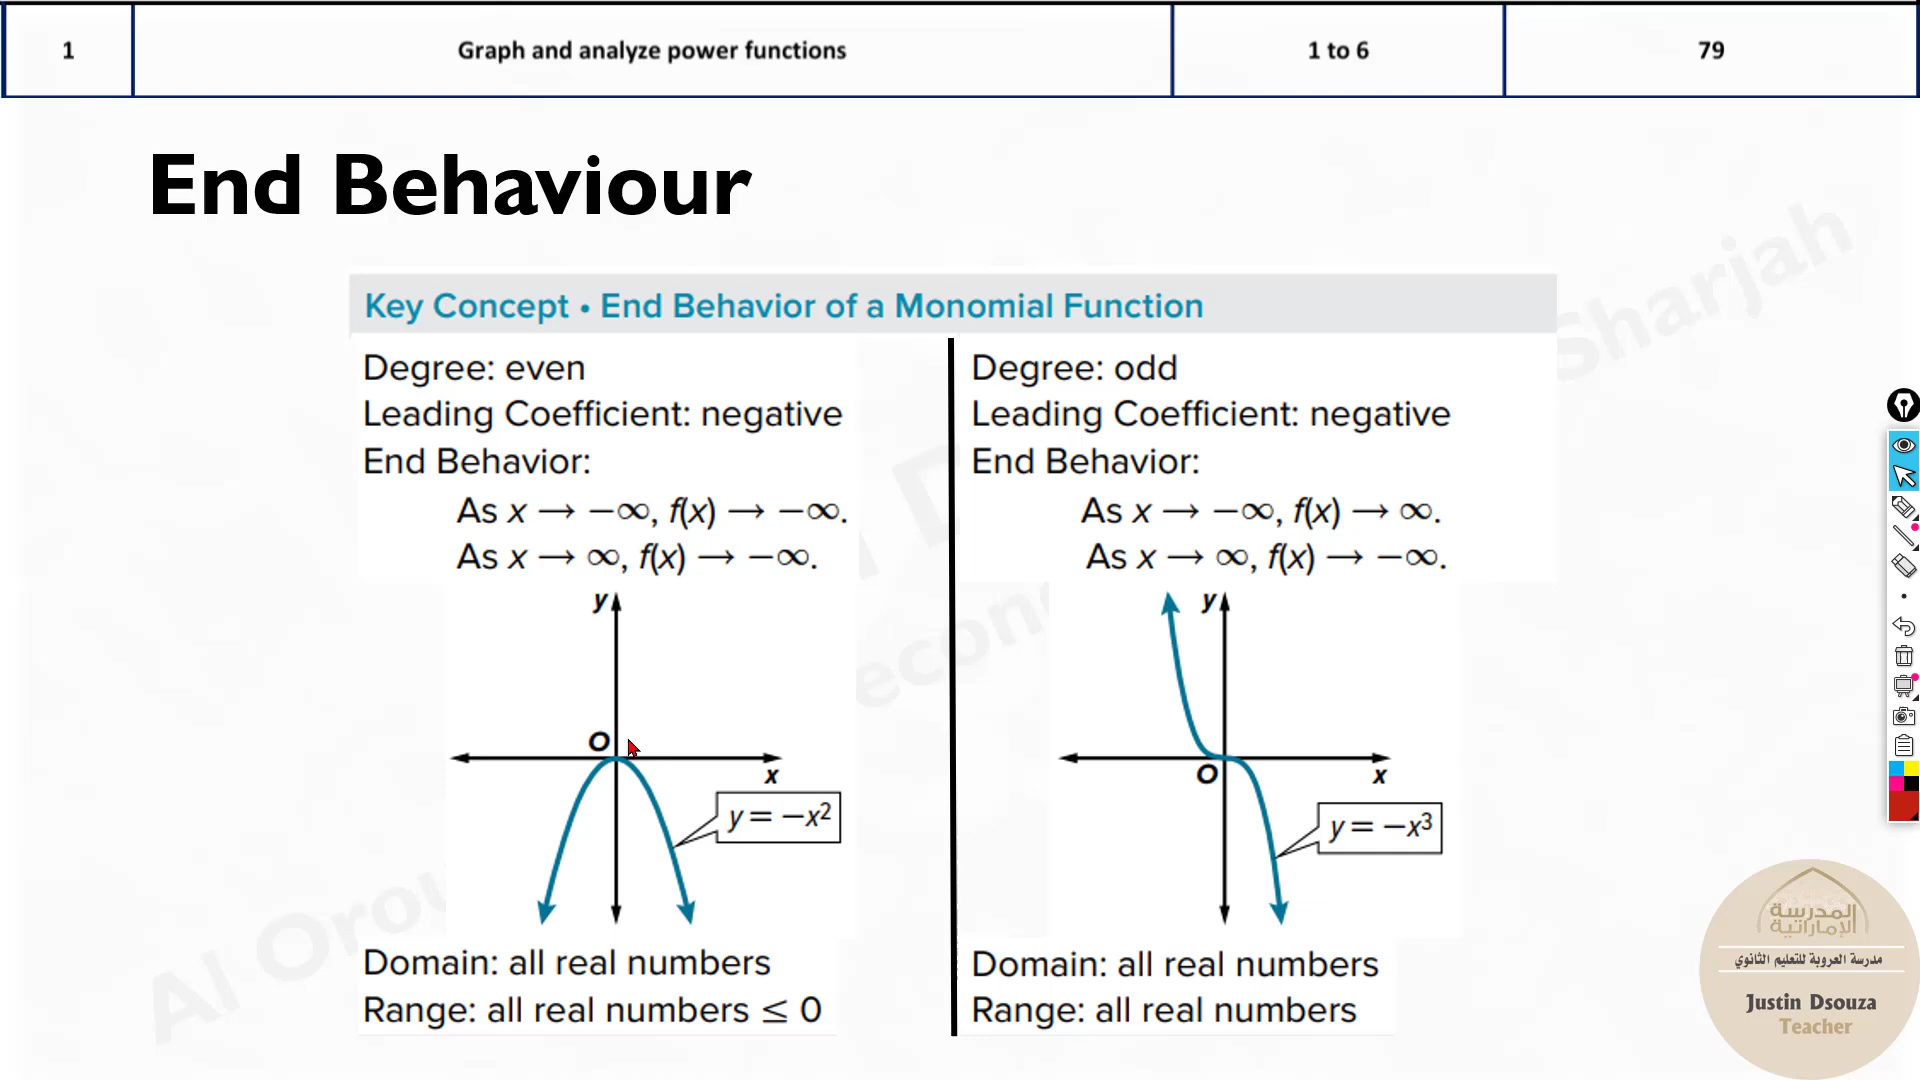 1 Graph and analyze power functions 1 to 6 79
End Behaviour
Key Concept • End Behavior of a Monomial Function
Degree: even
Leading Coefficient: negative
End Behavior:
As x → −∞, f(x) → −∞.
As x → ∞, f(x) → −∞.
y
O
x
y = −x²
Domain: all real numbers
Range: all real numbers ≤ 0
Degree: odd
Leading Coefficient: negative
End Behavior:
As x → −∞, f(x) → ∞.
As x → ∞, f(x) → −∞.
y
O
x
y = −x³
Domain: all real numbers
Range: all real numbers
المدرسة
الإماراتية
مدرسة العروبة للتعليم الثانوي
Justin Dsouza
Teacher
Sharjah
Al Orou
econ